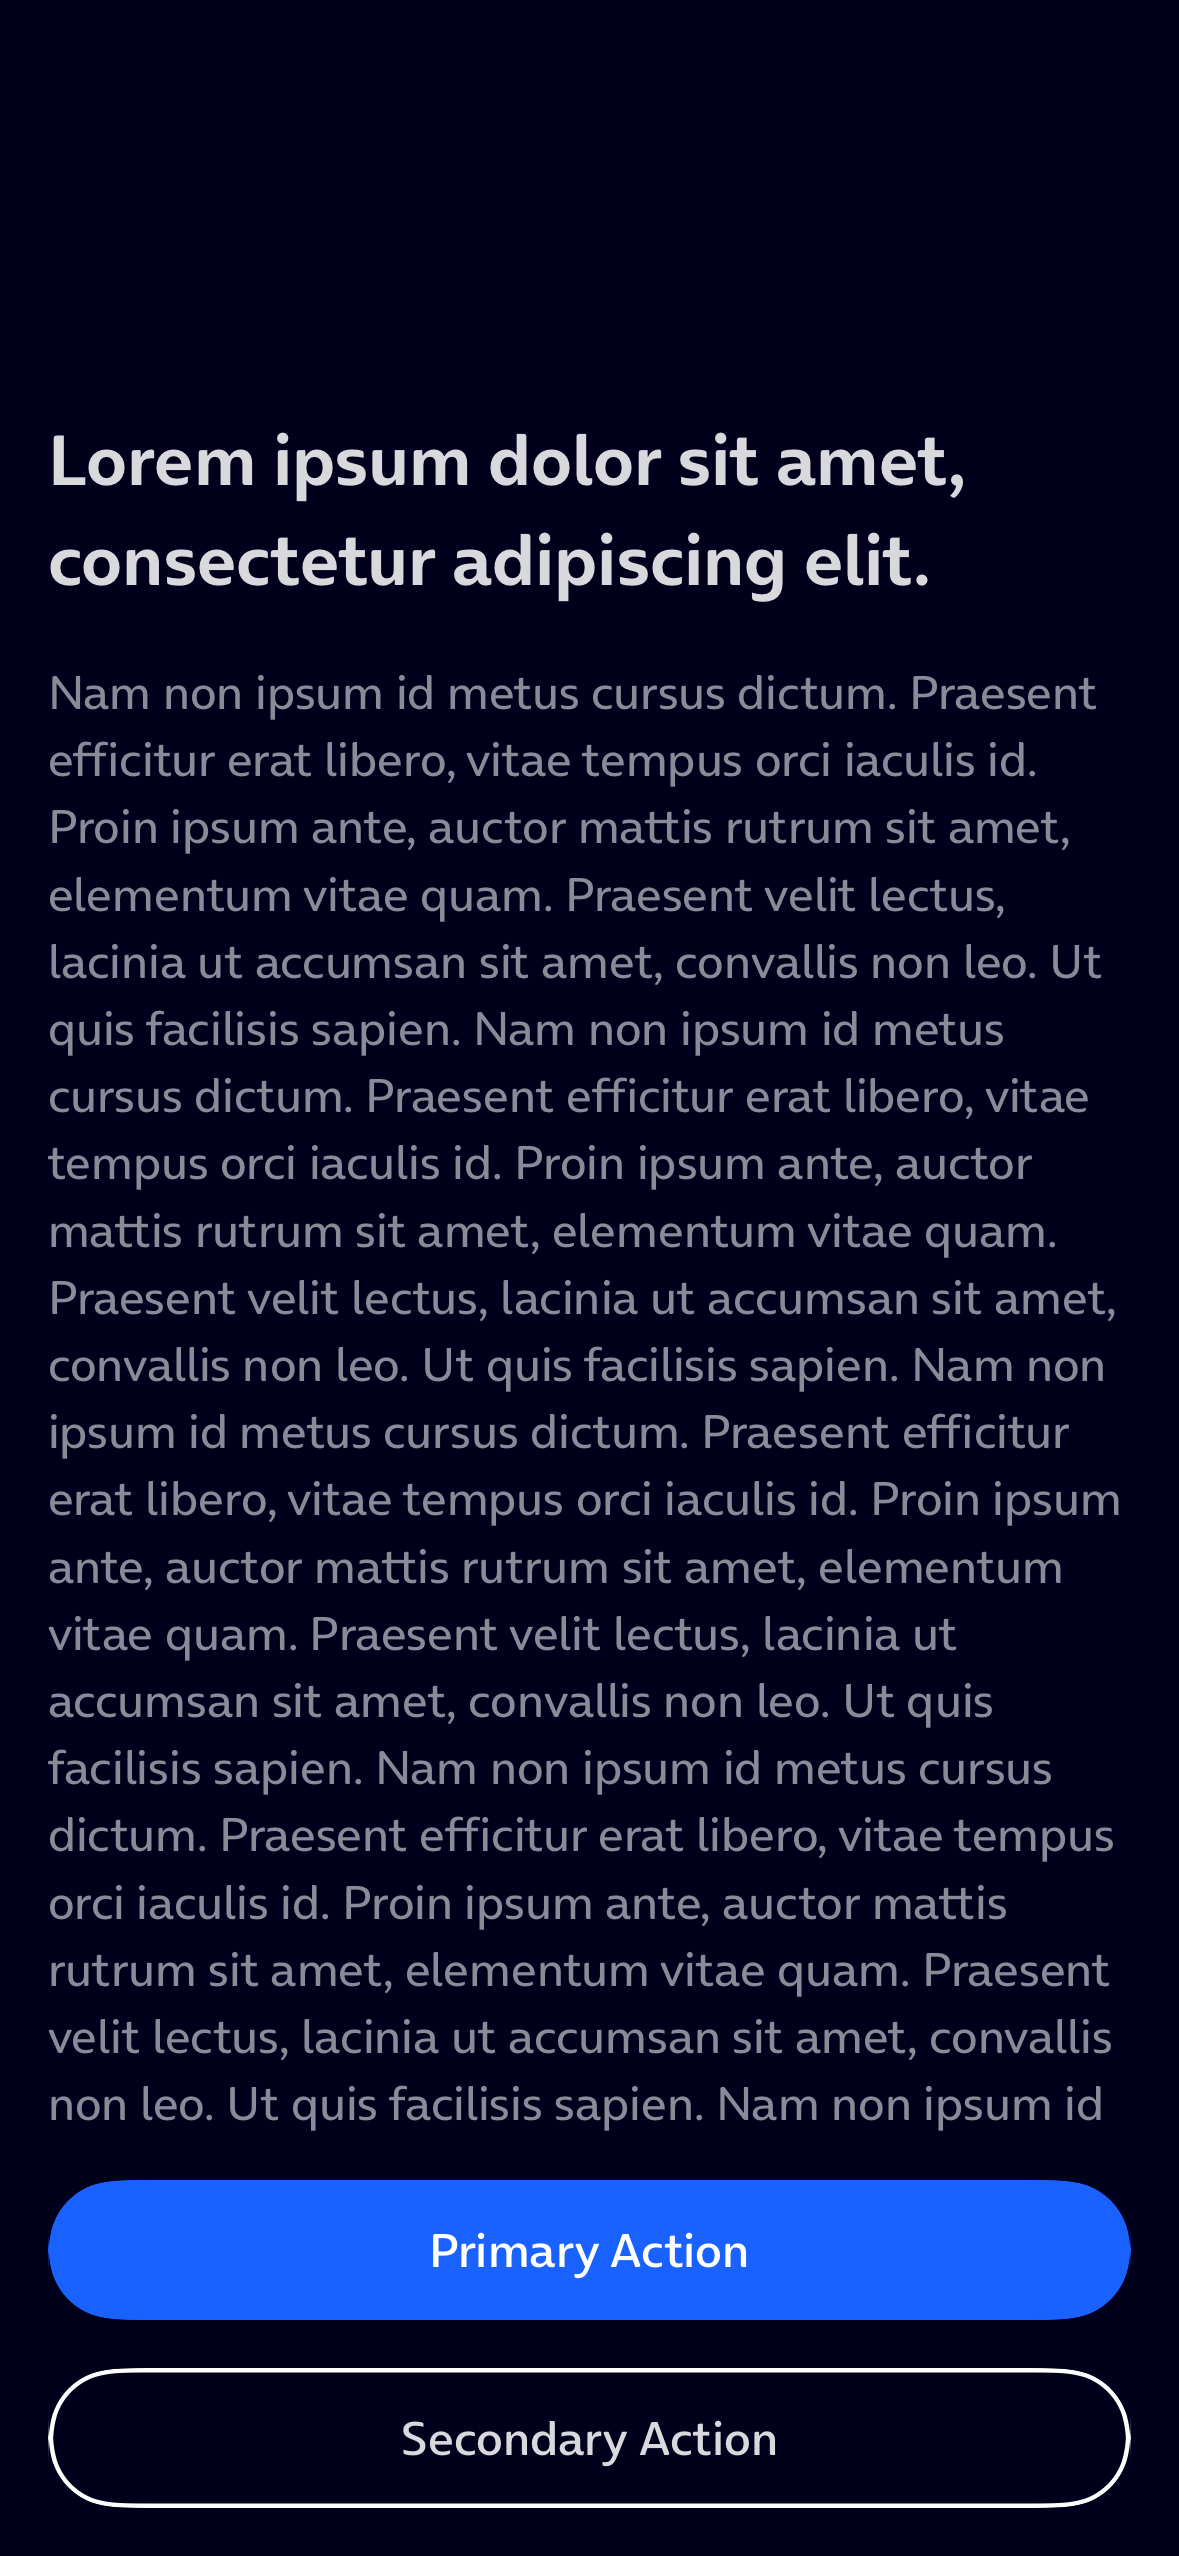 Lorem ipsum dolor sit amet,
consectetur adipiscing elit.
Nam non ipsum id metus cursus dictum. Praesent
efficitur erat libero, vitae tempus orci iaculis id.
Proin ipsum ante, auctor mattis rutrum sit amet,
elementum vitae quam. Praesent velit lectus,
lacinia ut accumsan sit amet, convallis non leo. Ut
quis facilisis sapien. Nam non ipsum id metus
cursus dictum. Praesent efficitur erat libero, vitae
tempus orci iaculis id. Proin ipsum ante, auctor
mattis rutrum sit amet, elementum vitae quam.
Praesent velit lectus, lacinia ut accumsan sit amet,
convallis non leo. Ut quis facilisis sapien. Nam non
ipsum id metus cursus dictum. Praesent efficitur
erat libero, vitae tempus orci iaculis id. Proin ipsum
ante, auctor mattis rutrum sit amet, elementum
vitae quam. Praesent velit lectus, lacinia ut
accumsan sit amet, convallis non leo. Ut quis
facilisis sapien. Nam non ipsum id metus cursus
dictum. Praesent efficitur erat libero, vitae tempus
orci iaculis id. Proin ipsum ante, auctor mattis
rutrum sit amet, elementum vitae quam. Praesent
velit lectus, lacinia ut accumsan sit amet, convallis
non leo. Ut quis facilisis sapien. Nam non ipsum id
Primary Action
Secondary Action